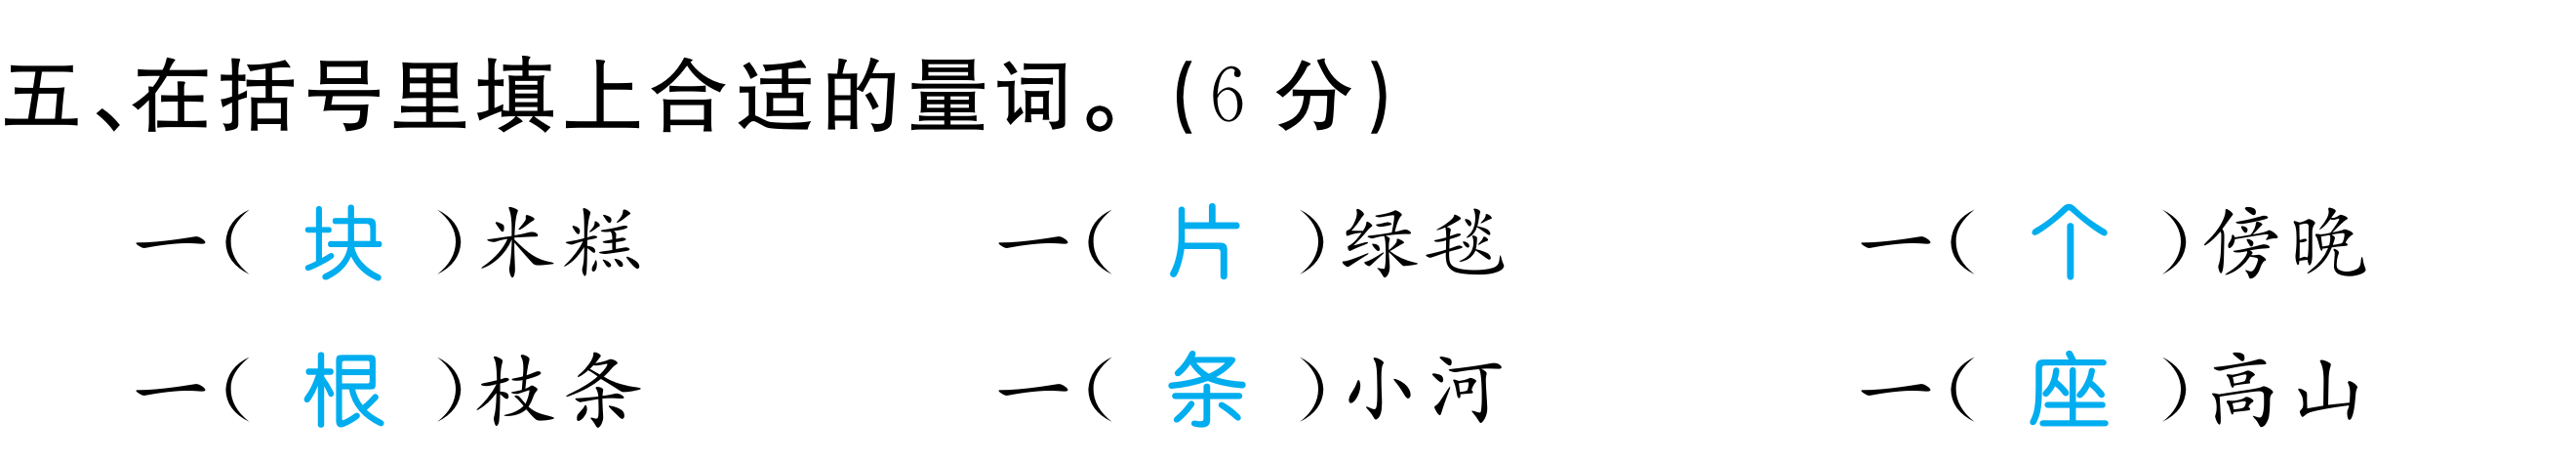 五、在括号里填上合适的量词。(6 分)
一( 块 )米糕 一( 片 )绿毯 一( 个 )傍晚
一( 根 )枝条 一( 条 )小河 一( 座 )高山